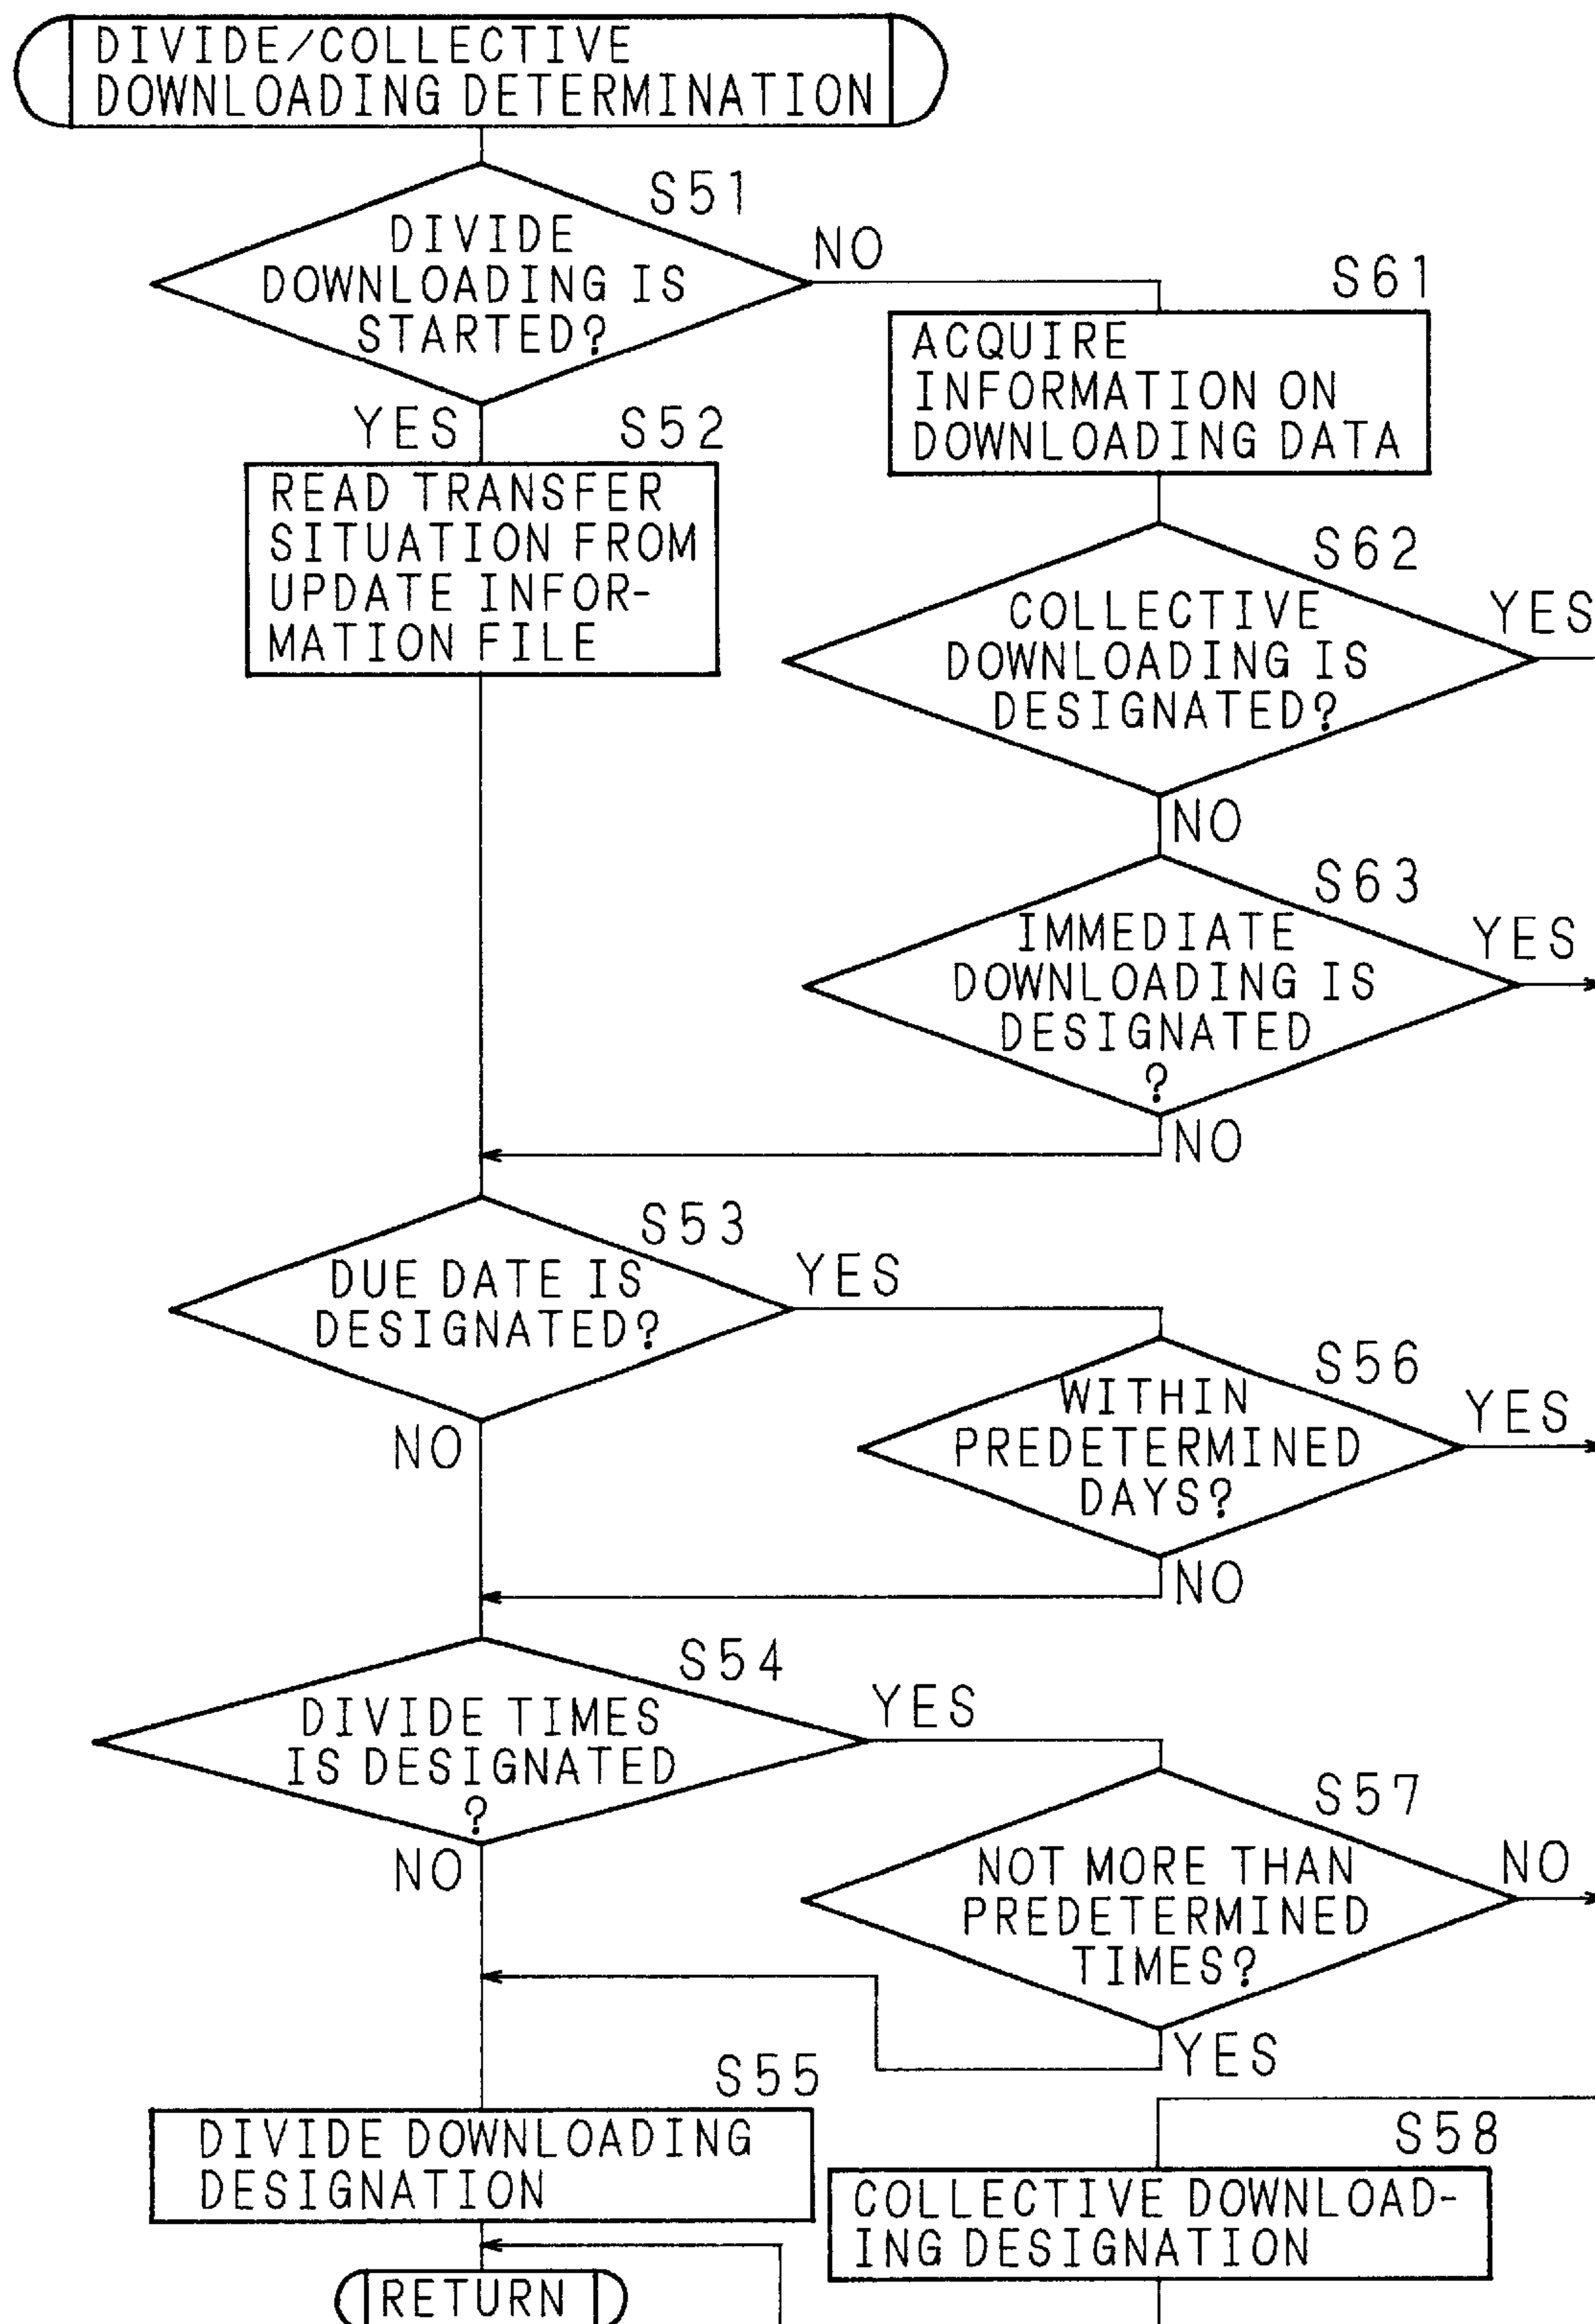 DIVIDE/COLLECTIVE
DOWNLOADING DETERMINATION
S51
DIVIDE
DOWNLOADING IS
STARTED?
NO
YES
S61
ACQUIRE
INFORMATION ON
DOWNLOADING DATA
S52
READ TRANSFER
SITUATION FROM
UPDATE INFOR-
MATION FILE
S62
COLLECTIVE
DOWNLOADING IS
DESIGNATED?
YES
NO
S63
IMMEDIATE
DOWNLOADING IS
DESIGNATED
?
YES
NO
S53
DUE DATE IS
DESIGNATED?
YES
NO
S56
WITHIN
PREDETERMINED
DAYS?
YES
NO
S54
DIVIDE TIMES
IS DESIGNATED
?
YES
NO
S57
NOT MORE THAN
PREDETERMINED
TIMES?
NO
YES
S55
DIVIDE DOWNLOADING
DESIGNATION
S58
COLLECTIVE DOWNLOAD-
ING DESIGNATION
RETURN